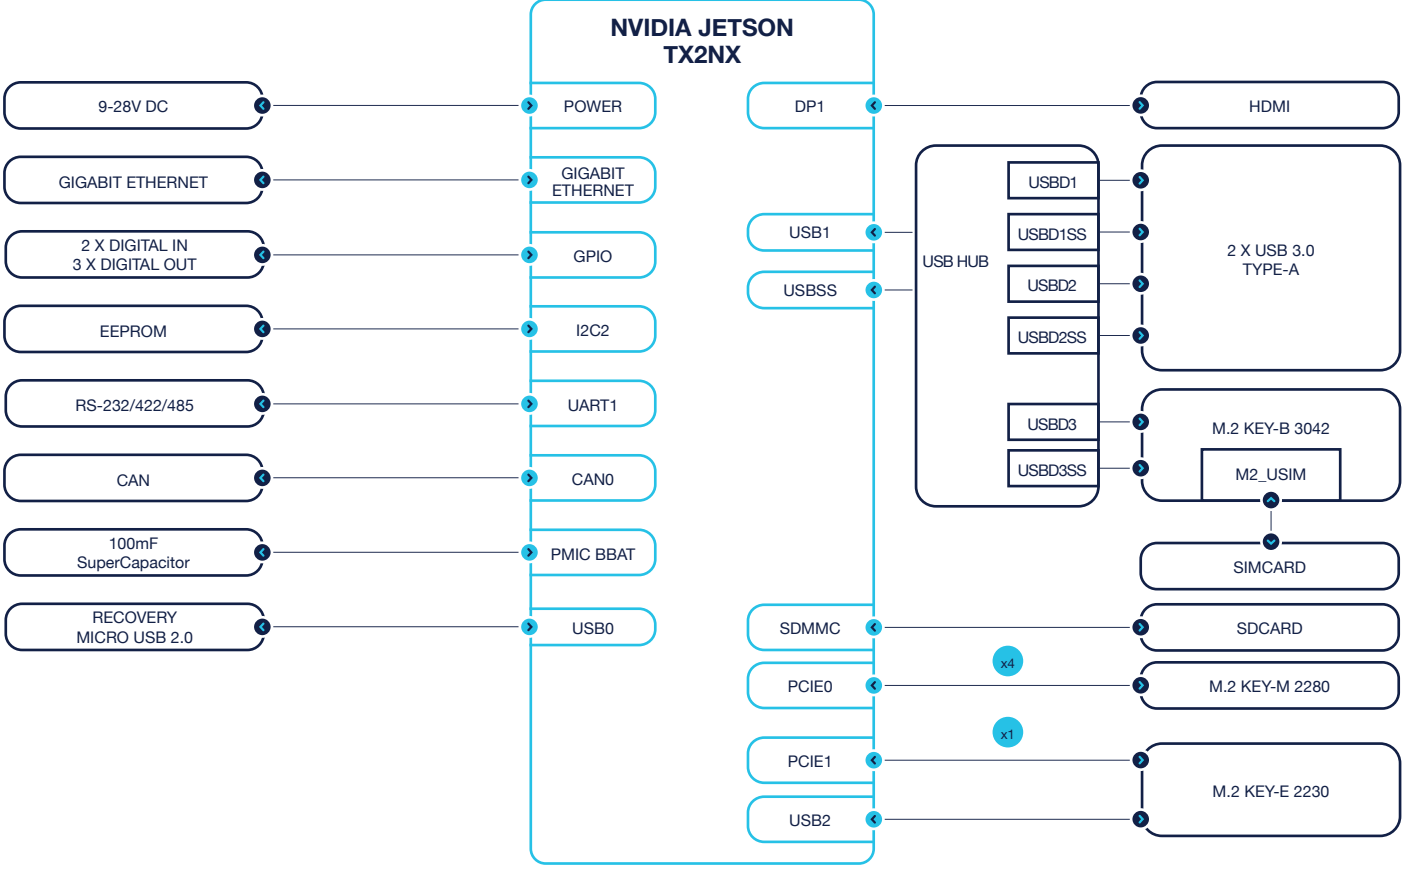 NVIDIA JETSON
TX2NX
9-28V DC
POWER
GIGABIT ETHERNET
GIGABIT
ETHERNET
2 X DIGITAL IN
3 X DIGITAL OUT
GPIO
EEPROM
I2C2
RS-232/422/485
UART1
CAN
CAN0
100mF
SuperCapacitor
PMIC BBAT
RECOVERY
MICRO USB 2.0
USB0
DP1
HDMI
USB1
USBSS
USB HUB
USBD1
USBD1SS
USBD2
USBD2SS
USBD3
USBD3SS
2 X USB 3.0
TYPE-A
M.2 KEY-B 3042
M2_USIM
SIMCARD
SDMMC
SDCARD
x4
PCIE0
M.2 KEY-M 2280
x1
PCIE1
USB2
M.2 KEY-E 2230